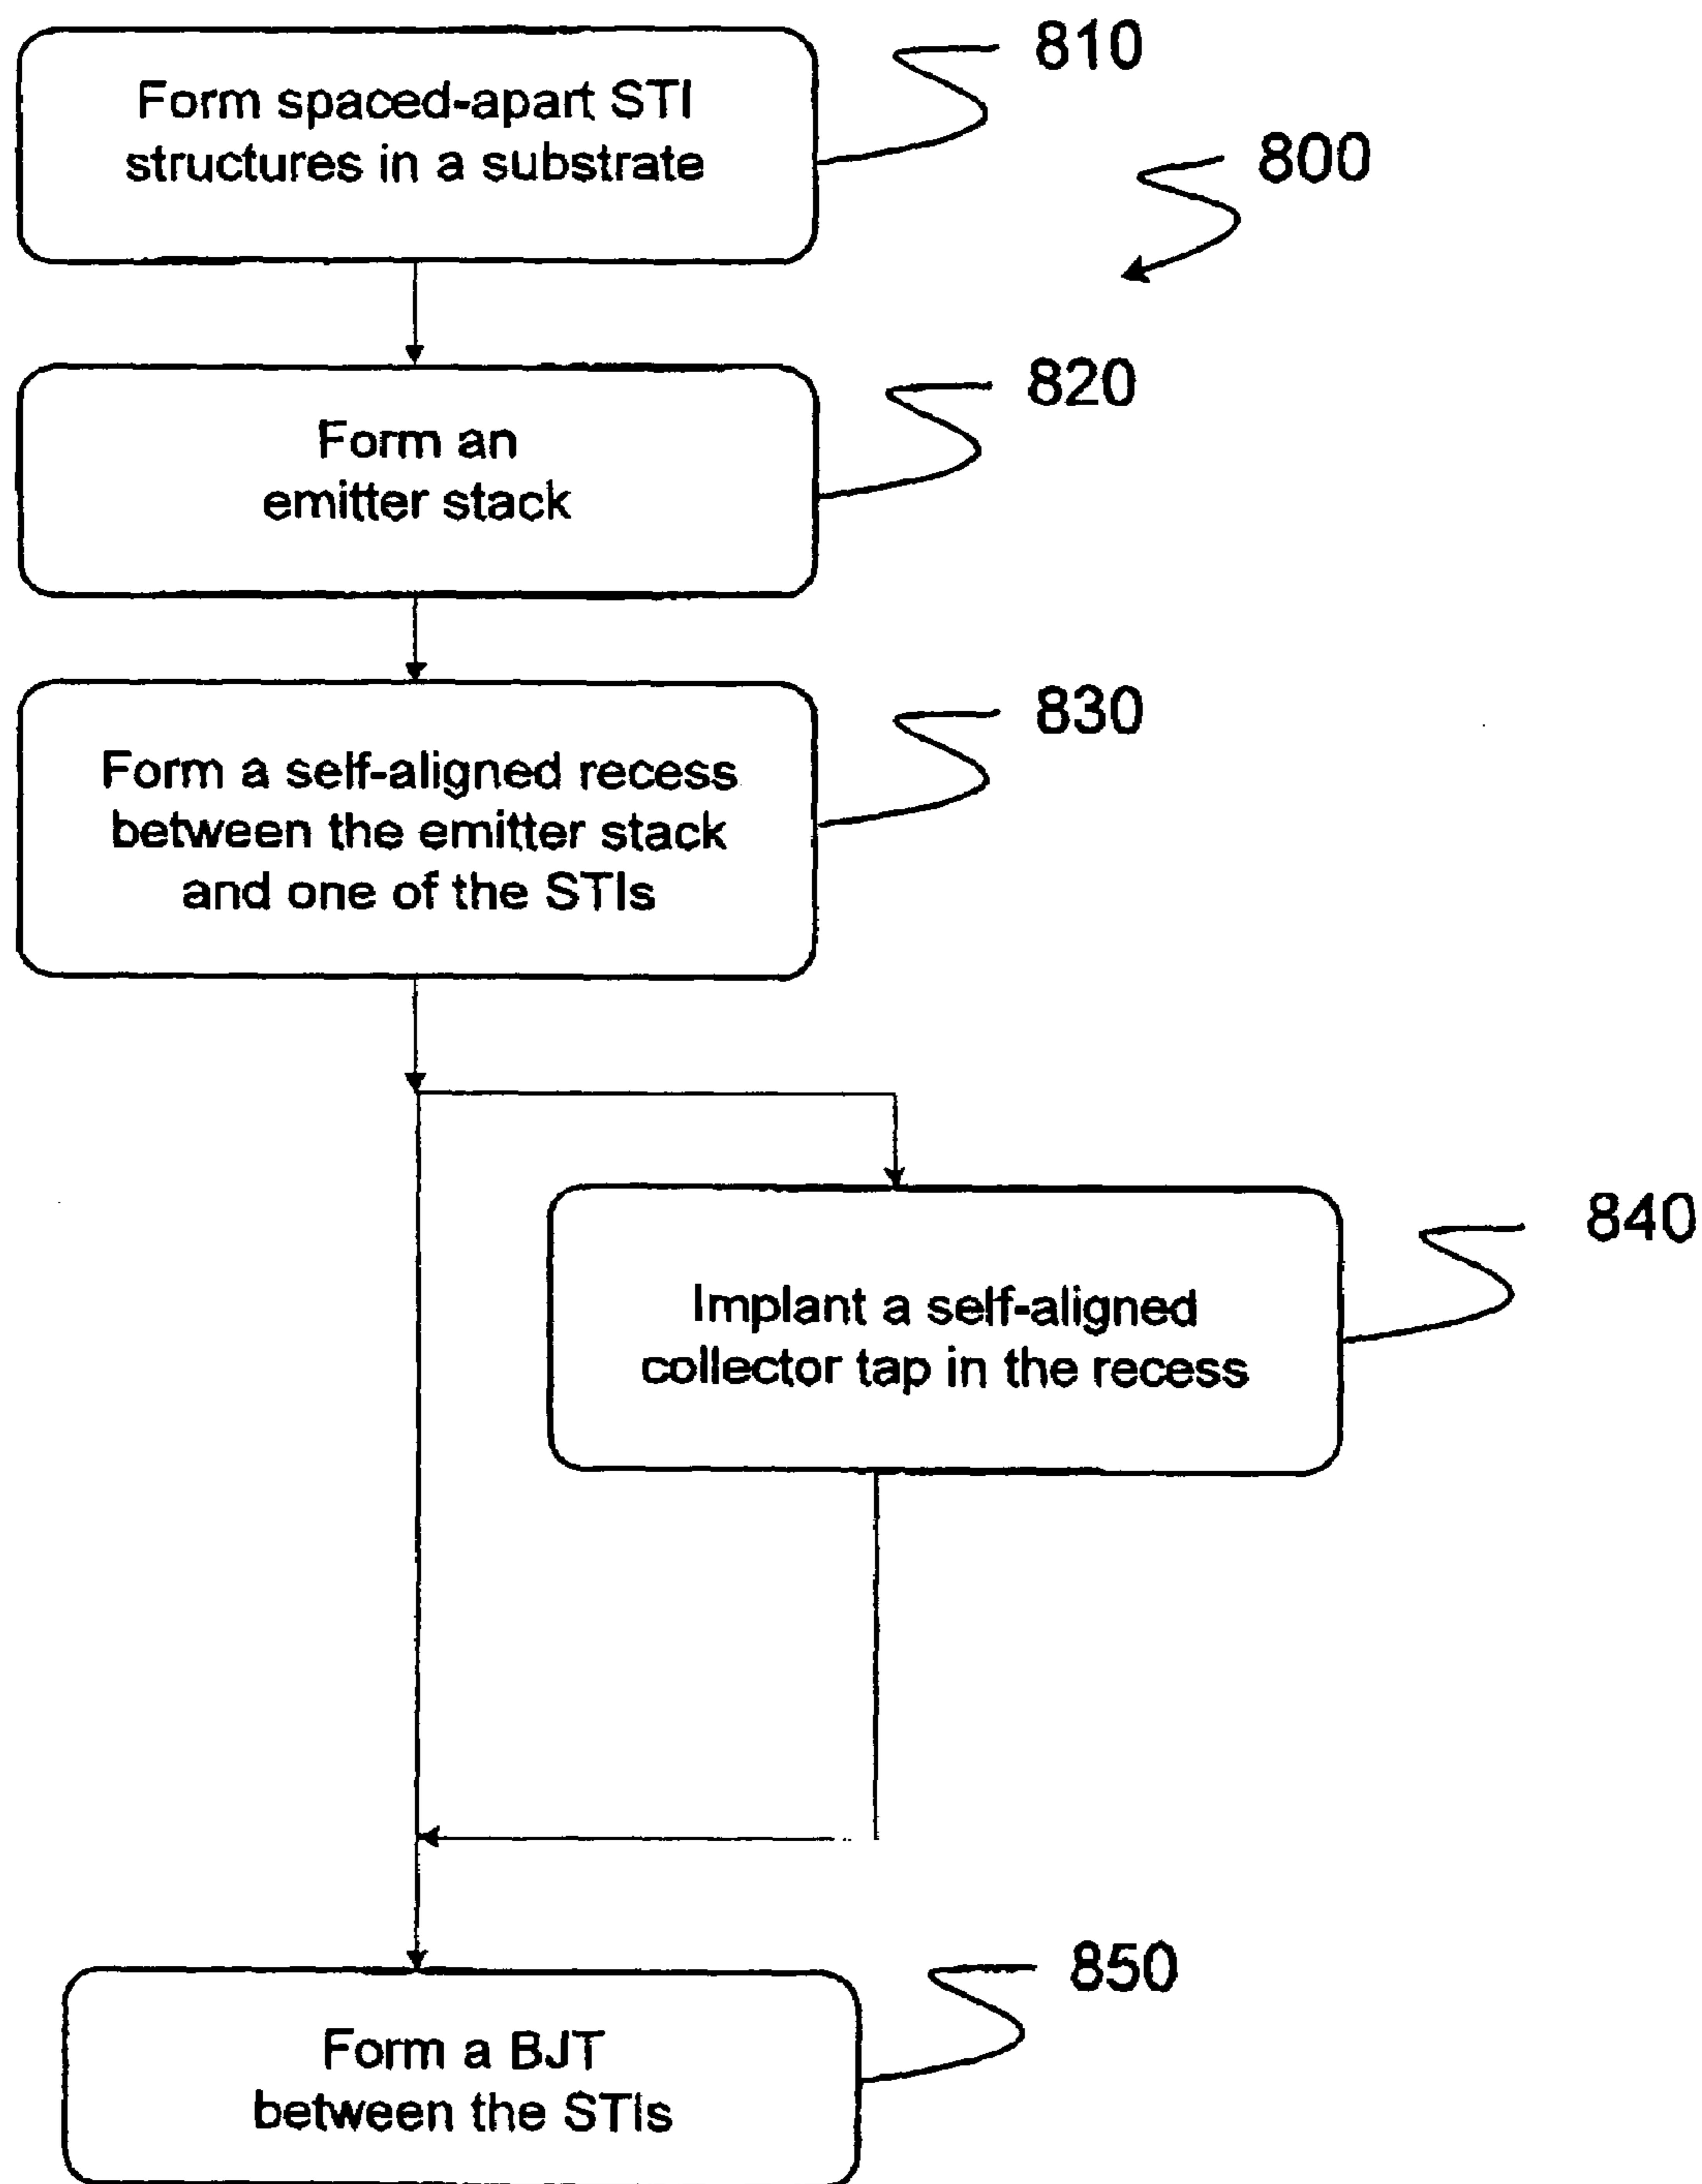 810
Form spaced-apart STI
structures in a substrate
800
820
Form an
emitter stack
830
Form a self-aligned recess
between the emitter stack
and one of the STIs
840
Implant a self-aligned
collector tap in the recess
850
Form a BJT
between the STIs